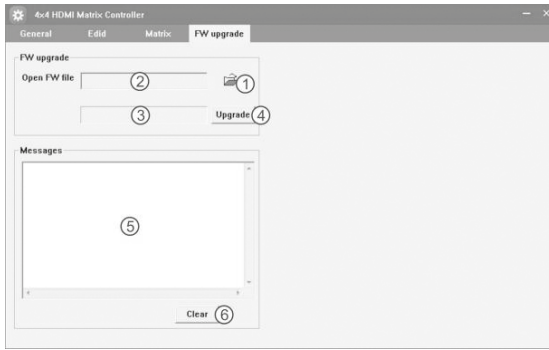 4x4 HDMI Matrix Controller
General Edid Matrix FW upgrade
FW upgrade
Open FW file 2 1
3 Upgrade 4
Messages
5
Clear 6